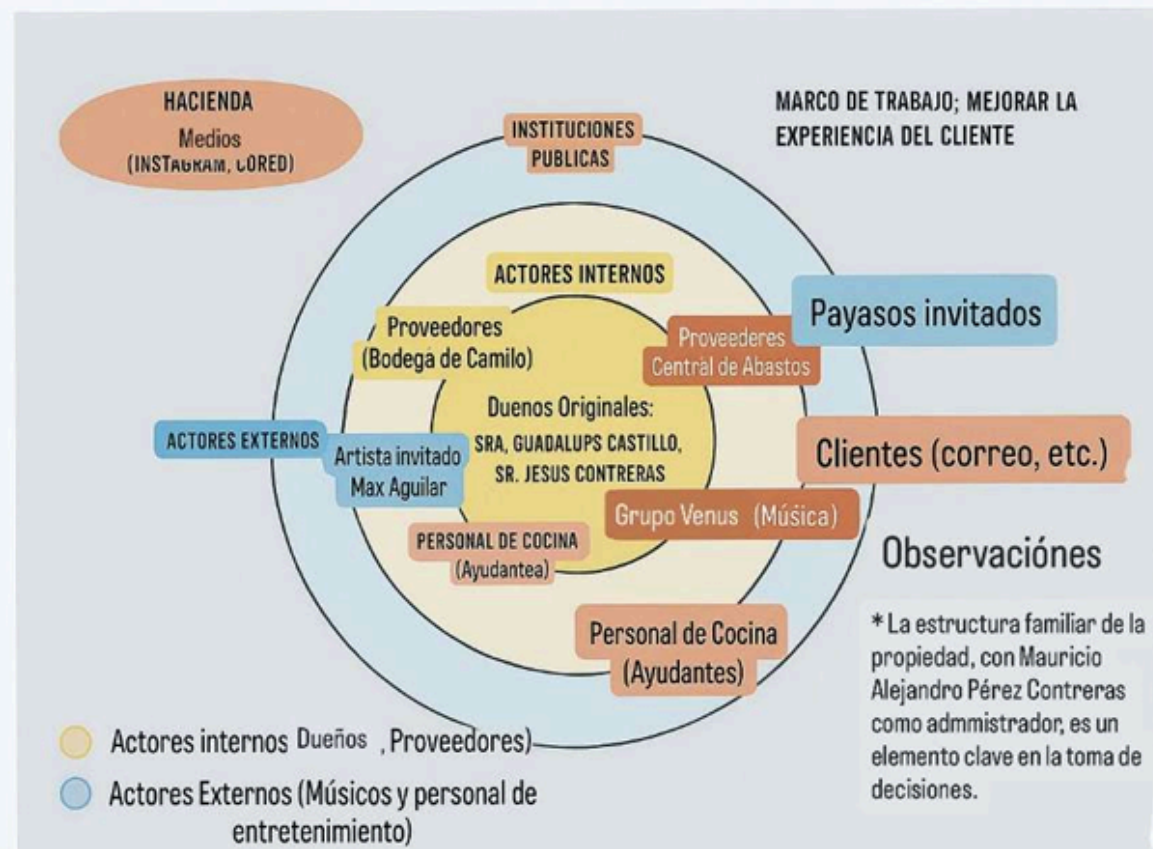 HACIENDA
Medios
(INSTAGRAM, CORED)
MARCO DE TRABAJO; MEJORAR LA
EXPERIENCIA DEL CLIENTE
INSTITUCIONES
PUBLICAS
ACTORES INTERNOS
Proveedores
(Bodega de Camilo)
Proveederes
Centràl de Abastos
Payasos invitados
Duenos Originales:
SRA, GUADALUPS CASTILLO,
SR. JESUS CONTRERAS
ACTORES EXTERNOS
Artista invitado
Max Aguilar
Clientes (correo, etc.)
Grupo Venus (Música)
PERSONAL DE COCINA
(Ayudantea)
Personal de Cocina
(Ayudantes)
Observaciónes
* La estructura familiar de la
propiedad, con Mauricio
Alejandro Pérez Contreras
como admmistrador, es un
elemento clave en la toma de
decisiones.
Actores internos Dueños , Proveedores)
Actores Externos (Músicos y personal de
entretenimiento)